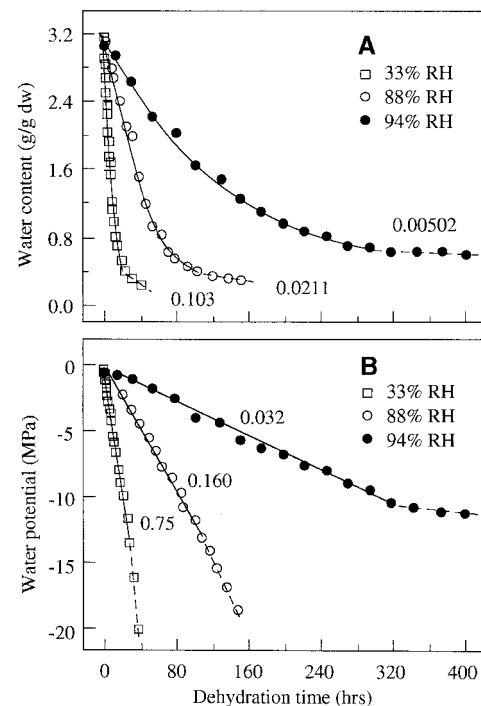 A
33% RH
88% RH
94% RH
Water content (g/g dw)
3.2
2.4
1.6
0.8
0.0
0.00502
0.0211
0.103
B
33% RH
88% RH
94% RH
Water potential (MPa)
0
-5
-10
-15
-20
0.032
0.160
0.75
0 80 160 240 320 400
Dehydration time (hrs)